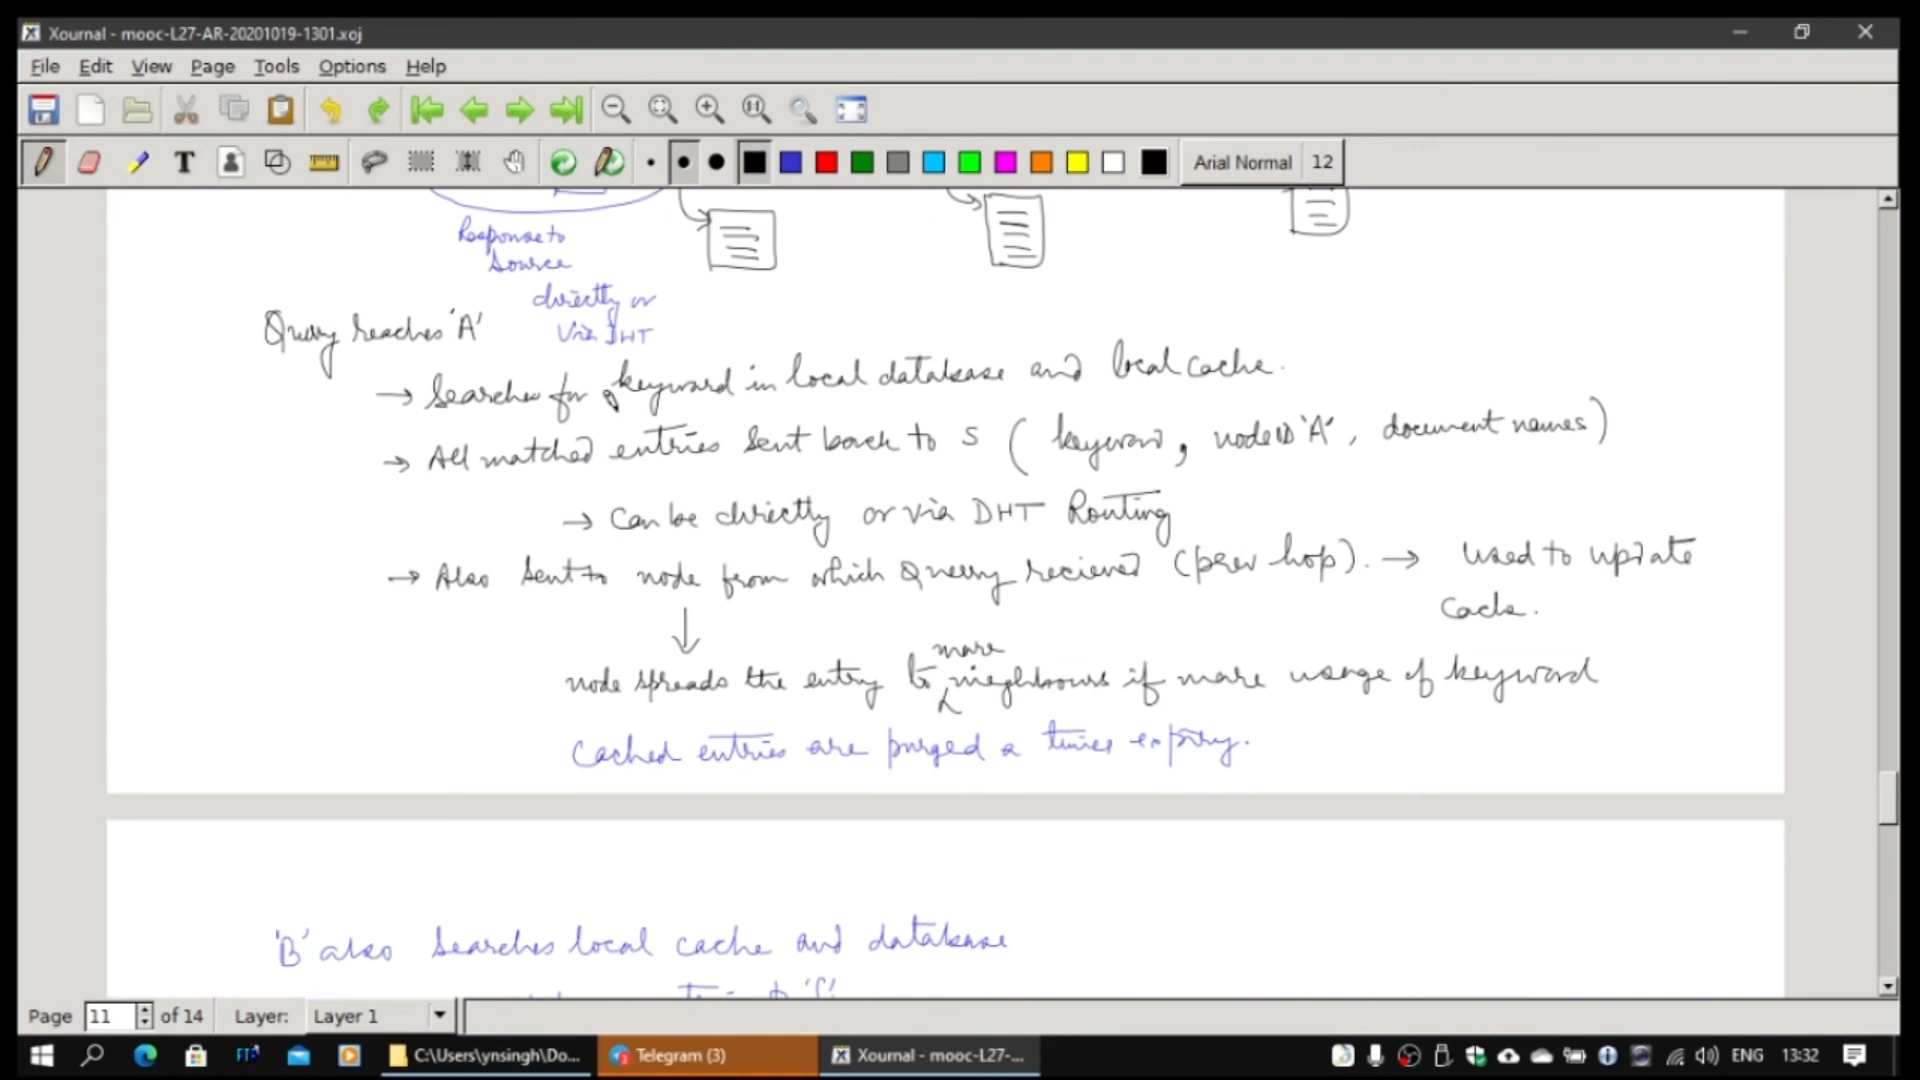 Xournal - mooc-L27-AR-20201019-1301.xoj
File Edit View Page Tools Options Help
Arial Normal 12
Response to
Source
directly or
Via DHT
Query reaches 'A'
→ Searches for keyword in local database and local cache.
→ All matched entries sent back to S ( keyword, node ID 'A', document names)
→ Can be directly or via DHT Routing
→ Also sent to node from which Query recieved (prev hop). → used to update
cache.
↓
more
node spreads the entry to nieghbours if more usage of keyword
Cached entries are purged a timer expiry.
'B' also searches local cache and database
Page 11 of 14 Layer: Layer 1
C:\Users\ynsingh\Do... Telegram (3) Xournal - mooc-L27-... ENG 13:32